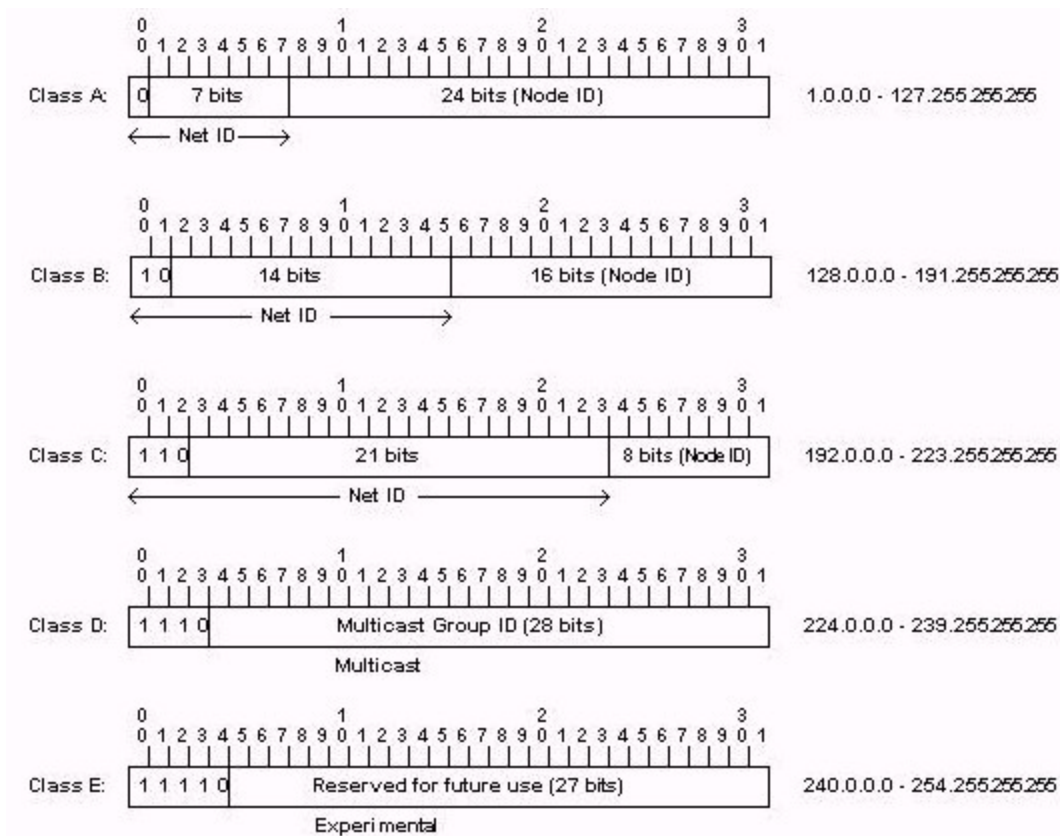 0 1 2 3
0 1 2 3 4 5 6 7 8 9 0 1 2 3 4 5 6 7 8 9 0 1 2 3 4 5 6 7 8 9 0 1
Class A: 0 7 bits 24 bits (Node ID) 1.0.0.0 - 127.255.255.255
Net ID
0 1 2 3
0 1 2 3 4 5 6 7 8 9 0 1 2 3 4 5 6 7 8 9 0 1 2 3 4 5 6 7 8 9 0 1
Class B: 1 0 14 bits 16 bits (Node ID) 128.0.0.0 - 191.255.255.255
Net ID
0 1 2 3
0 1 2 3 4 5 6 7 8 9 0 1 2 3 4 5 6 7 8 9 0 1 2 3 4 5 6 7 8 9 0 1
Class C: 1 1 0 21 bits 8 bits (Node ID) 192.0.0.0 - 223.255.255.255
Net ID
0 1 2 3
0 1 2 3 4 5 6 7 8 9 0 1 2 3 4 5 6 7 8 9 0 1 2 3 4 5 6 7 8 9 0 1
Class D: 1 1 1 0 Multicast Group ID (28 bits) 224.0.0.0 - 239.255.255.255
Multicast
0 1 2 3
0 1 2 3 4 5 6 7 8 9 0 1 2 3 4 5 6 7 8 9 0 1 2 3 4 5 6 7 8 9 0 1
Class E: 1 1 1 1 0 Reserved for future use (27 bits) 240.0.0.0 - 254.255.255.255
Experimental